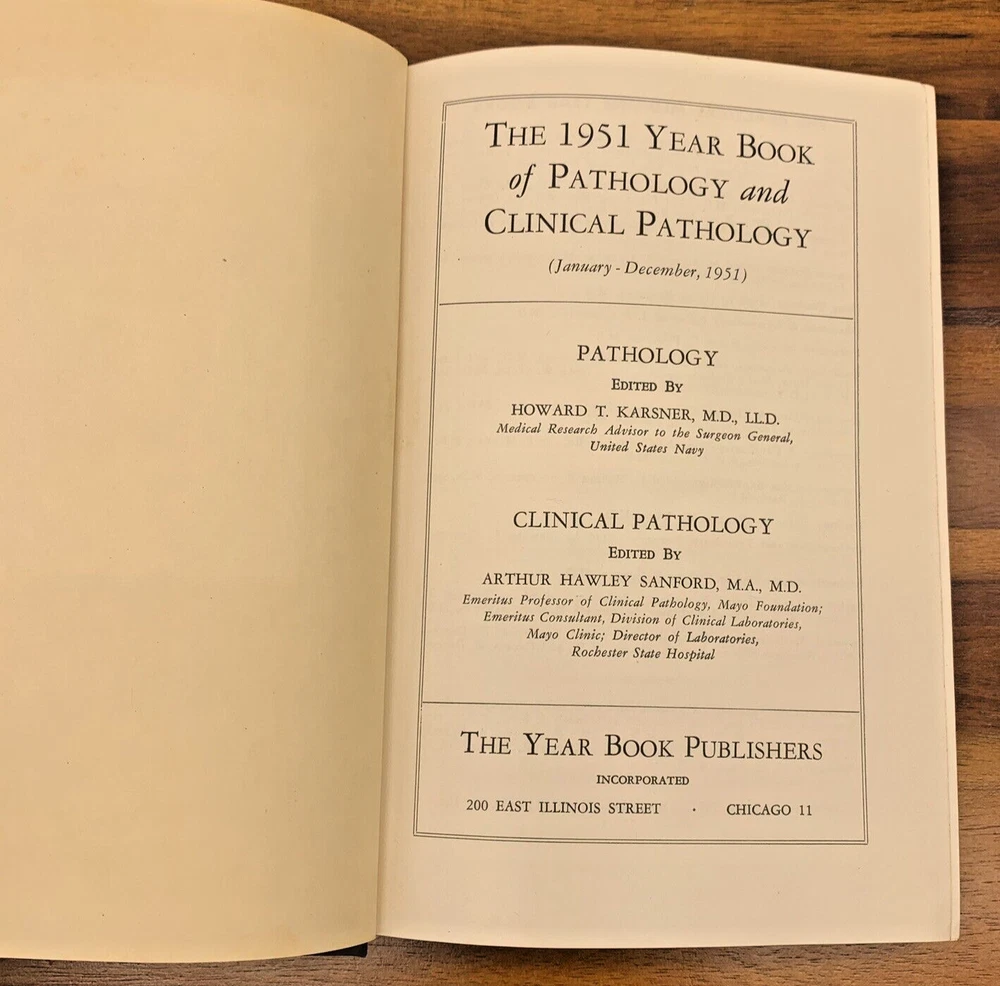 THE 1951 YEAR BOOK
of PATHOLOGY and
CLINICAL PATHOLOGY
(January - December, 1951)
PATHOLOGY
EDITED BY
HOWARD T. KARSNER, M.D., LL.D.
Medical Research Advisor to the Surgeon General,
United States Navy
CLINICAL PATHOLOGY
EDITED BY
ARTHUR HAWLEY SANFORD, M.A., M.D.
Emeritus Professor of Clinical Pathology, Mayo Foundation;
Emeritus Consultant, Division of Clinical Laboratories,
Mayo Clinic; Director of Laboratories,
Rochester State Hospital
THE YEAR BOOK PUBLISHERS
INCORPORATED
200 EAST ILLINOIS STREET · CHICAGO 11